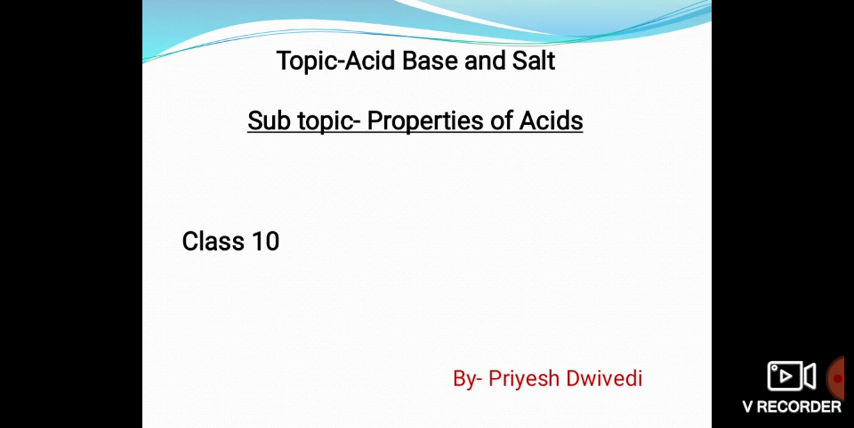 Topic-Acid Base and Salt
Sub topic- Properties of Acids
Class 10
By- Priyesh Dwivedi
V RECORDER